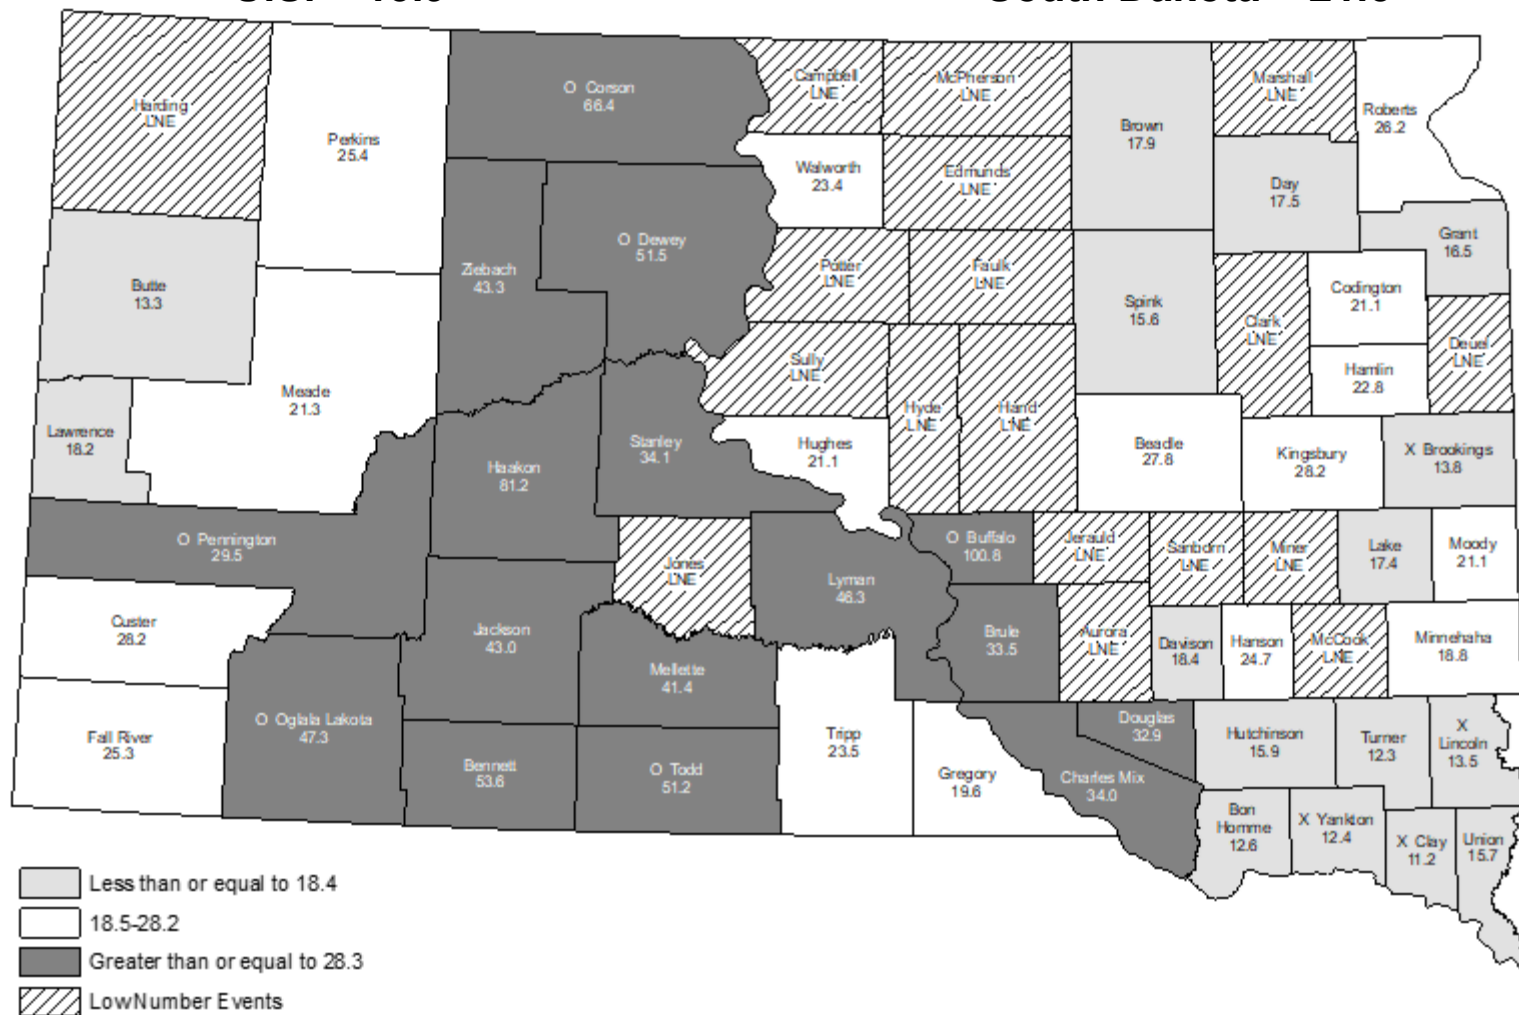 Harding
LNE
Perkins
25.4
O Corson
66.4
Campbell
LNE
McPherson
LNE
Brown
17.9
Marshall
LNE
Roberts
26.2
Walworth
23.4
Edmunds
LNE
Day
17.5
Grant
16.5
Butte
13.3
Ziebach
43.3
O Dewey
51.5
Potter
LNE
Faulk
LNE
Spink
15.6
Clark
LNE
Codington
21.1
Deuel
LNE
Hamlin
22.8
Lawrence
18.2
Meade
21.3
Haakon
81.2
Stanley
34.1
Sully
LNE
Hughes
21.1
Hyde
LNE
Hand
LNE
Beadle
27.8
Kingsbury
28.2
X Brookings
13.8
O Pennington
29.5
Jones
LNE
Lyman
46.3
O Buffalo
100.8
Jerauld
LNE
Sanborn
LNE
Miner
LNE
Lake
17.4
Moody
21.1
Custer
28.2
Jackson
43.0
Mellette
41.4
Brule
33.5
Aurora
LNE
Davison
18.4
Hanson
24.7
McCook
LNE
Minnehaha
18.8
Fall River
25.3
O Oglala Lakota
47.3
Bennett
53.6
O Todd
51.2
Tripp
23.5
Gregory
19.6
Charles Mix
34.0
Douglas
32.9
Hutchinson
15.9
Turner
12.3
X
Lincoln
13.5
Bon
Homme
12.6
X Yankton
12.4
X Clay
11.2
Union
15.7
Less than or equal to 18.4
18.5-28.2
Greater than or equal to 28.3
Low Number Events